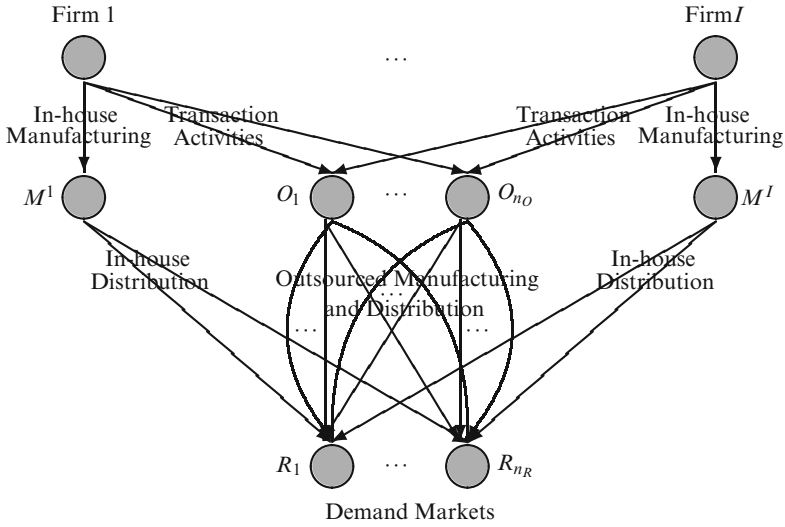 Firm 1
Firm I
...
In-house
Manufacturing
Transaction
Activities
Transaction
Activities
In-house
Manufacturing
M^1
O_1
...
O_{n_O}
M^I
In-house
Distribution
Outsourced Manufacturing
and Distribution
...
In-house
Distribution
...
...
R_1
...
R_{n_R}
Demand Markets